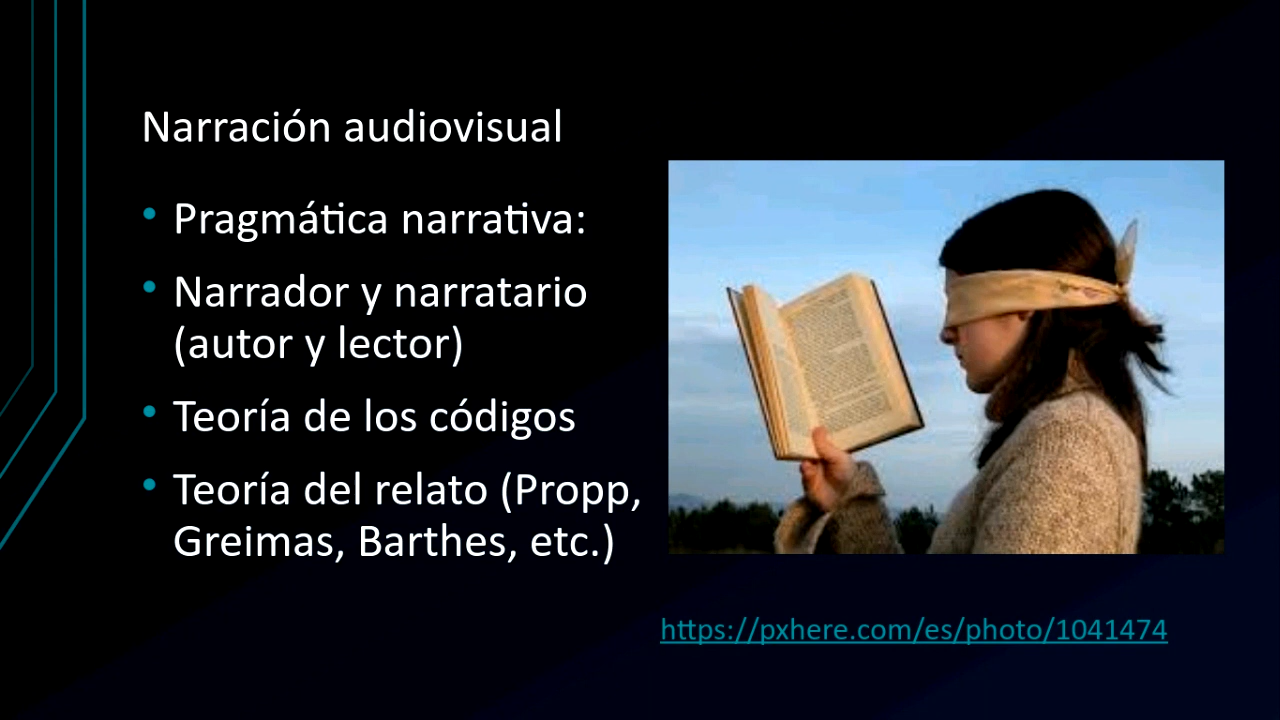 Narración audiovisual
• Pragmática narrativa:
• Narrador y narratario
(autor y lector)
• Teoría de los códigos
• Teoría del relato (Propp,
Greimas, Barthes, etc.)
https://pxhere.com/es/photo/1041474